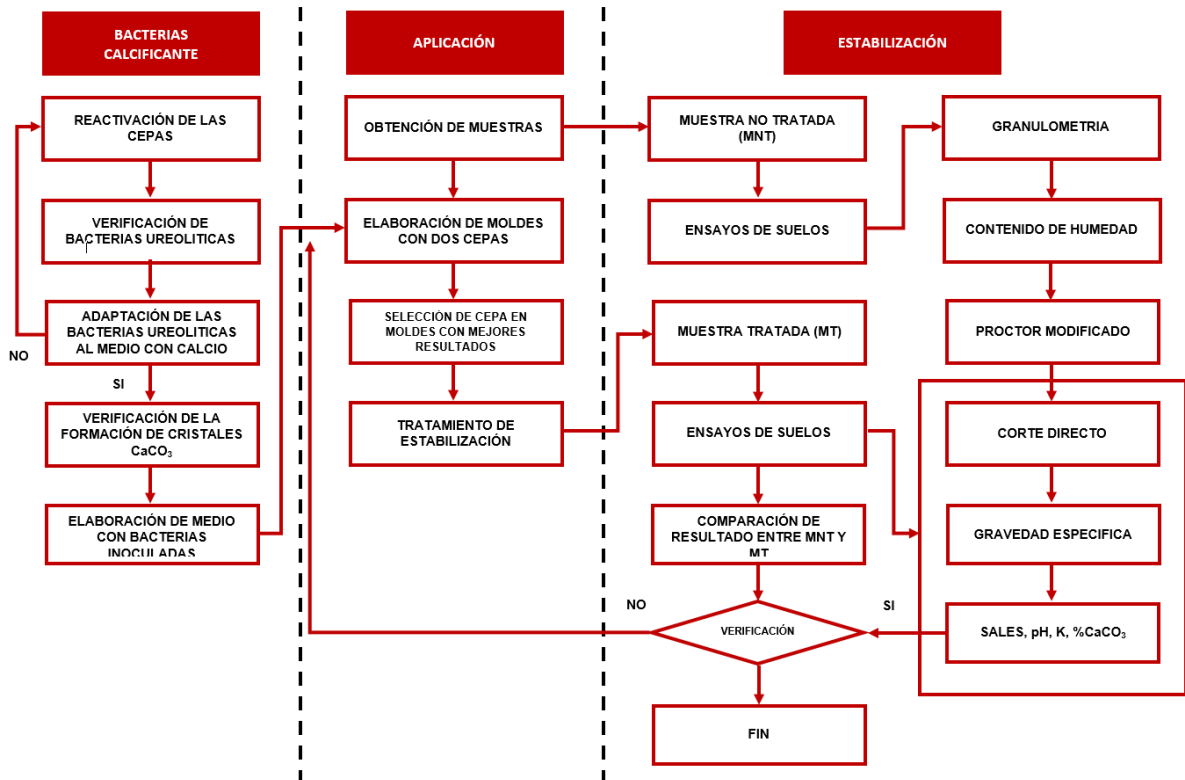 BACTERIAS
CALCIFICANTE
REACTIVACIÓN DE LAS
CEPAS
VERIFICACIÓN DE
BACTERIAS UREOLITICAS
ADAPTACIÓN DE LAS
BACTERIAS UREOLITICAS
AL MEDIO CON CALCIO
NO
SI
VERIFICACIÓN DE LA
FORMACIÓN DE CRISTALES
CaCO₃
ELABORACIÓN DE MEDIO
CON BACTERIAS
INOCULADAS
APLICACIÓN
OBTENCIÓN DE MUESTRAS
ELABORACIÓN DE MOLDES
CON DOS CEPAS
SELECCIÓN DE CEPA EN
MOLDES CON MEJORES
RESULTADOS
TRATAMIENTO DE
ESTABILIZACIÓN
ESTABILIZACIÓN
MUESTRA NO TRATADA
(MNT)
ENSAYOS DE SUELOS
MUESTRA TRATADA (MT)
ENSAYOS DE SUELOS
COMPARACIÓN DE
RESULTADO ENTRE MNT Y
MT
NO
VERIFICACIÓN
SI
FIN
GRANULOMETRIA
CONTENIDO DE HUMEDAD
PROCTOR MODIFICADO
CORTE DIRECTO
GRAVEDAD ESPECIFICA
SALES, pH, K, %CaCO₃